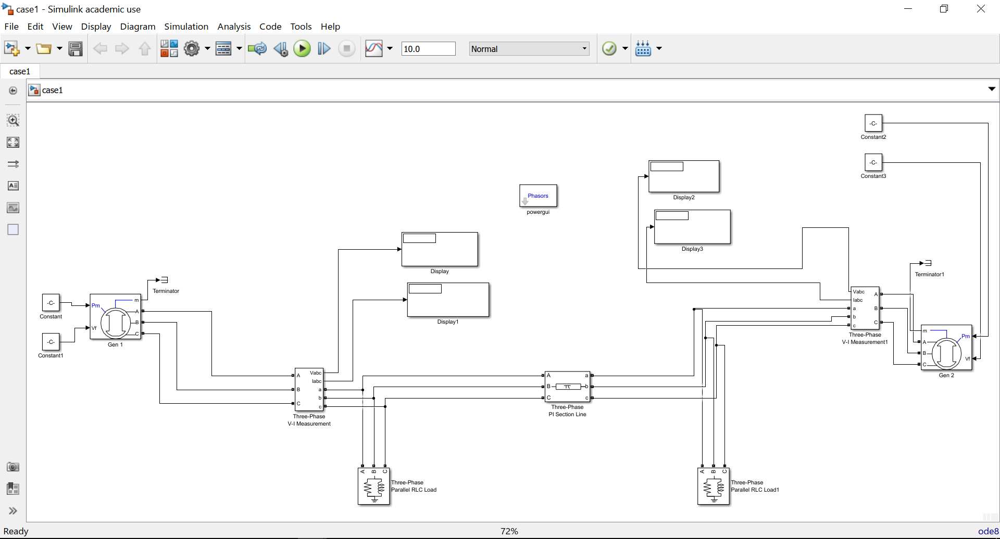 case1 - Simulink academic use
File Edit View Display Diagram Simulation Analysis Code Tools Help
10.0 Normal
case1
case1
-C-
Constant2
-C-
Constant3
Display2
Phasors
powergui
Display3
Display
Terminator1
Terminator
Display1
-C-
Constant
-C-
Constant1
Pm
Vf
m
A
B
C
Gen 1
Vabc
Iabc
a
b
c
A
B
C
Three-Phase
V-I Measurement1
m
A
B
C
Pm
Vf
Gen 2
A
B
C
Vabc
Iabc
a
b
c
Three-Phase
V-I Measurement
A
B
C
a
b
c
Three-Phase
PI Section Line
A B C
Three-Phase
Parallel RLC Load
A B C
Three-Phase
Parallel RLC Load1
Ready 72% ode8